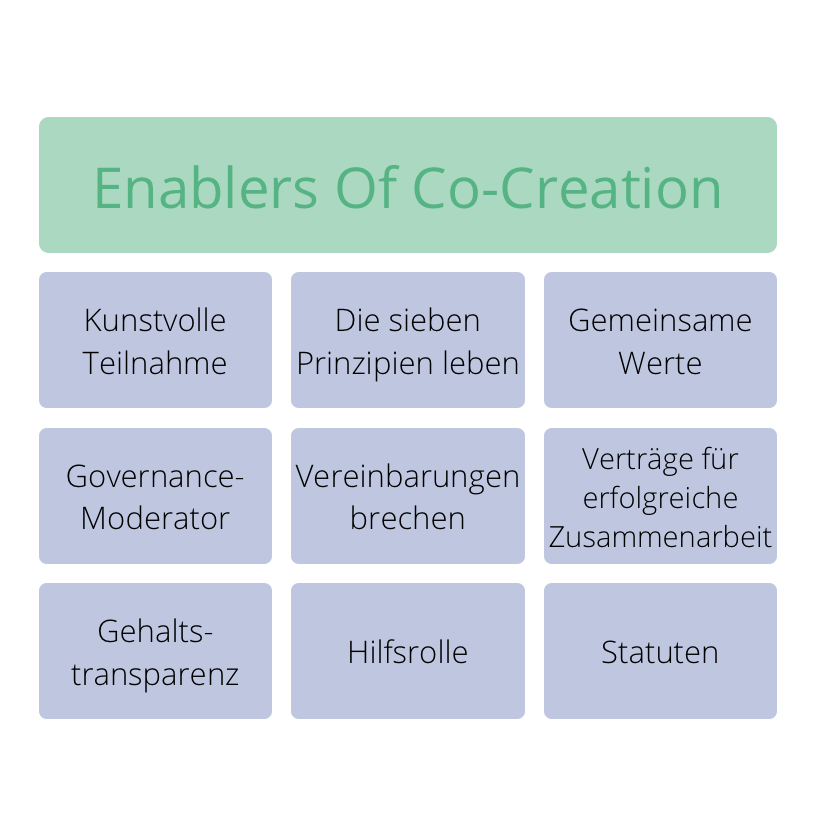 Enablers Of Co-Creation
Kunstvolle
Teilnahme
Die sieben
Prinzipien leben
Gemeinsame
Werte
Governance-
Moderator
Vereinbarungen
brechen
Verträge für
erfolgreiche
Zusammenarbeit
Gehalts-
transparenz
Hilfsrolle
Statuten